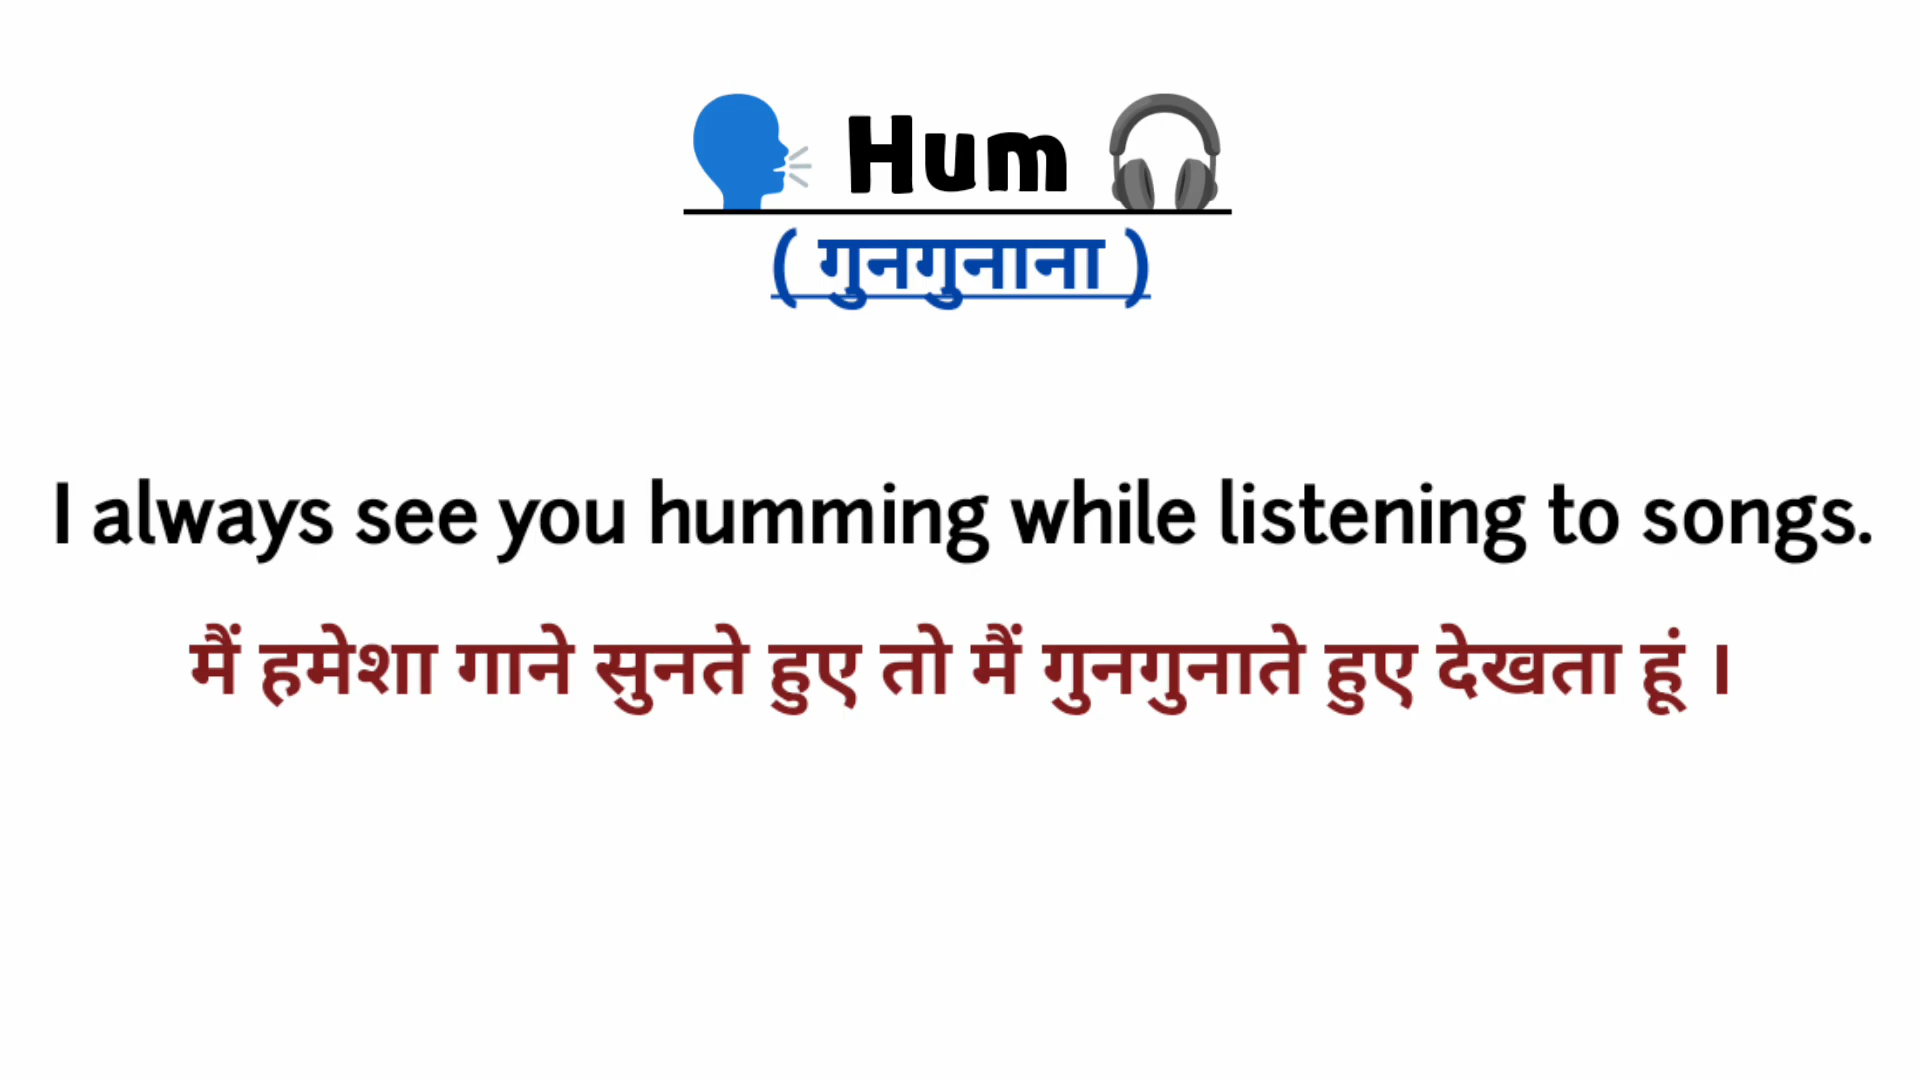 🗣️ Hum 🎧
( गुनगुनाना )
I always see you humming while listening to songs.
मैं हमेशा गाने सुनते हुए तो मैं गुनगुनाते हुए देखता हूं ।